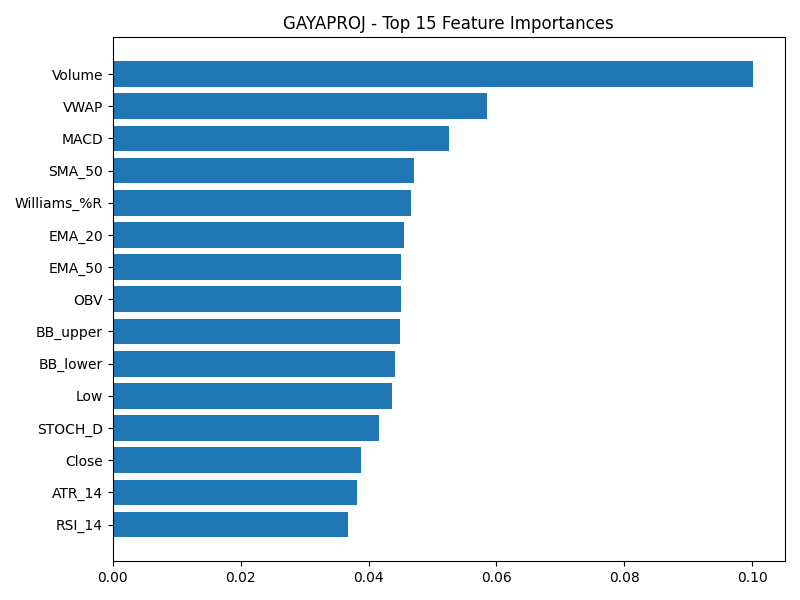 GAYAPROJ - Top 15 Feature Importances
Volume
VWAP
MACD
SMA_50
Williams_%R
EMA_20
EMA_50
OBV
BB_upper
BB_lower
Low
STOCH_D
Close
ATR_14
RSI_14
0.00 0.02 0.04 0.06 0.08 0.10